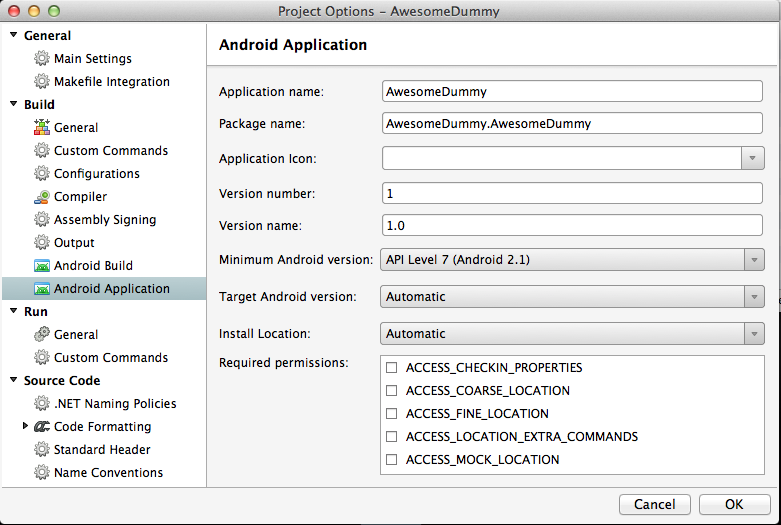 Project Options – AwesomeDummy
General
Main Settings
Makefile Integration
Build
General
Custom Commands
Configurations
Compiler
Assembly Signing
Output
Android Build
Android Application
Run
General
Custom Commands
Source Code
.NET Naming Policies
Code Formatting
Standard Header
Name Conventions
Android Application
Application name: AwesomeDummy
Package name: AwesomeDummy.AwesomeDummy
Application Icon:
Version number: 1
Version name: 1.0
Minimum Android version: API Level 7 (Android 2.1)
Target Android version: Automatic
Install Location: Automatic
Required permissions:
ACCESS_CHECKIN_PROPERTIES
ACCESS_COARSE_LOCATION
ACCESS_FINE_LOCATION
ACCESS_LOCATION_EXTRA_COMMANDS
ACCESS_MOCK_LOCATION
Cancel OK